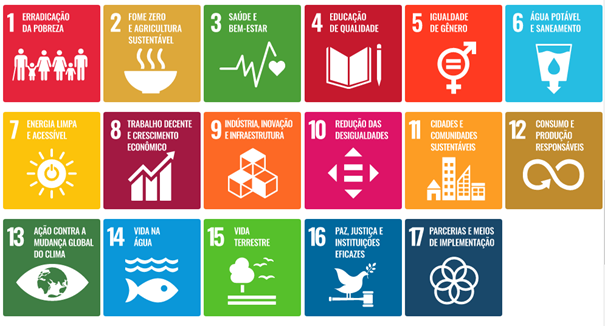 1 ERRADICAÇÃO
DA POBREZA
2 FOME ZERO
E AGRICULTURA
SUSTENTÁVEL
3 SAÚDE E
BEM-ESTAR
4 EDUCAÇÃO
DE QUALIDADE
5 IGUALDADE
DE GÊNERO
6 ÁGUA POTÁVEL
E SANEAMENTO
7 ENERGIA LIMPA
E ACESSÍVEL
8 TRABALHO DECENTE
E CRESCIMENTO
ECONÔMICO
9 INDÚSTRIA, INOVAÇÃO
E INFRAESTRUTURA
10 REDUÇÃO DAS
DESIGUALDADES
11 CIDADES E
COMUNIDADES
SUSTENTÁVEIS
12 CONSUMO E
PRODUÇÃO
RESPONSÁVEIS
13 AÇÃO CONTRA A
MUDANÇA GLOBAL
DO CLIMA
14 VIDA NA
ÁGUA
15 VIDA
TERRESTRE
16 PAZ, JUSTIÇA E
INSTITUIÇÕES
EFICAZES
17 PARCERIAS E MEIOS
DE IMPLEMENTAÇÃO